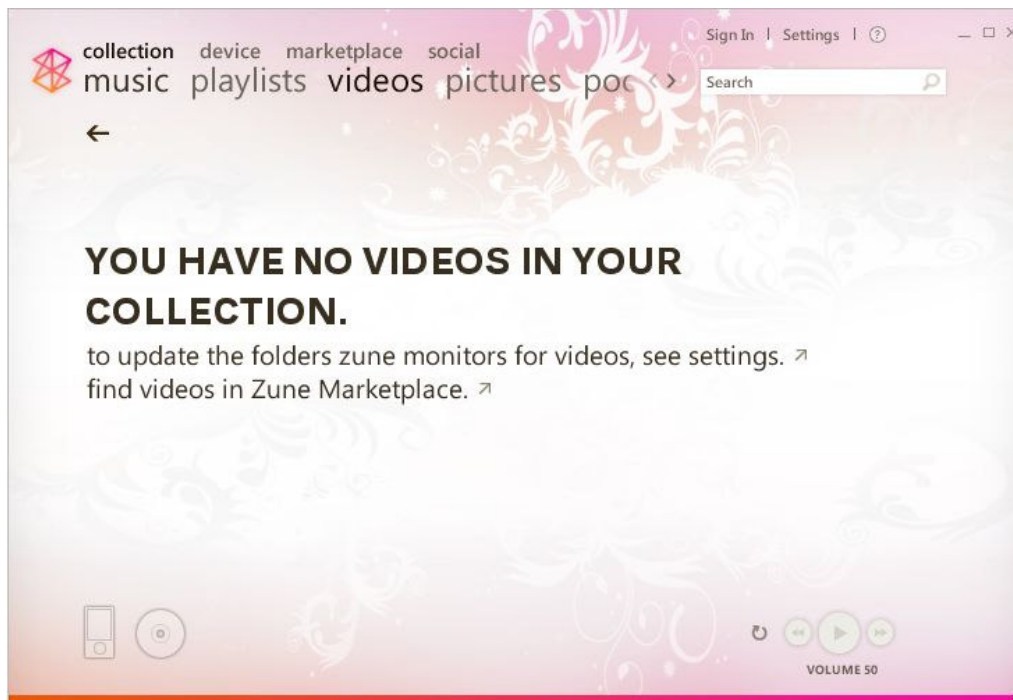 Sign In | Settings | ?
collection device marketplace social
music playlists videos pictures poc
Search
YOU HAVE NO VIDEOS IN YOUR
COLLECTION.
to update the folders zune monitors for videos, see settings.
find videos in Zune Marketplace.
VOLUME 50